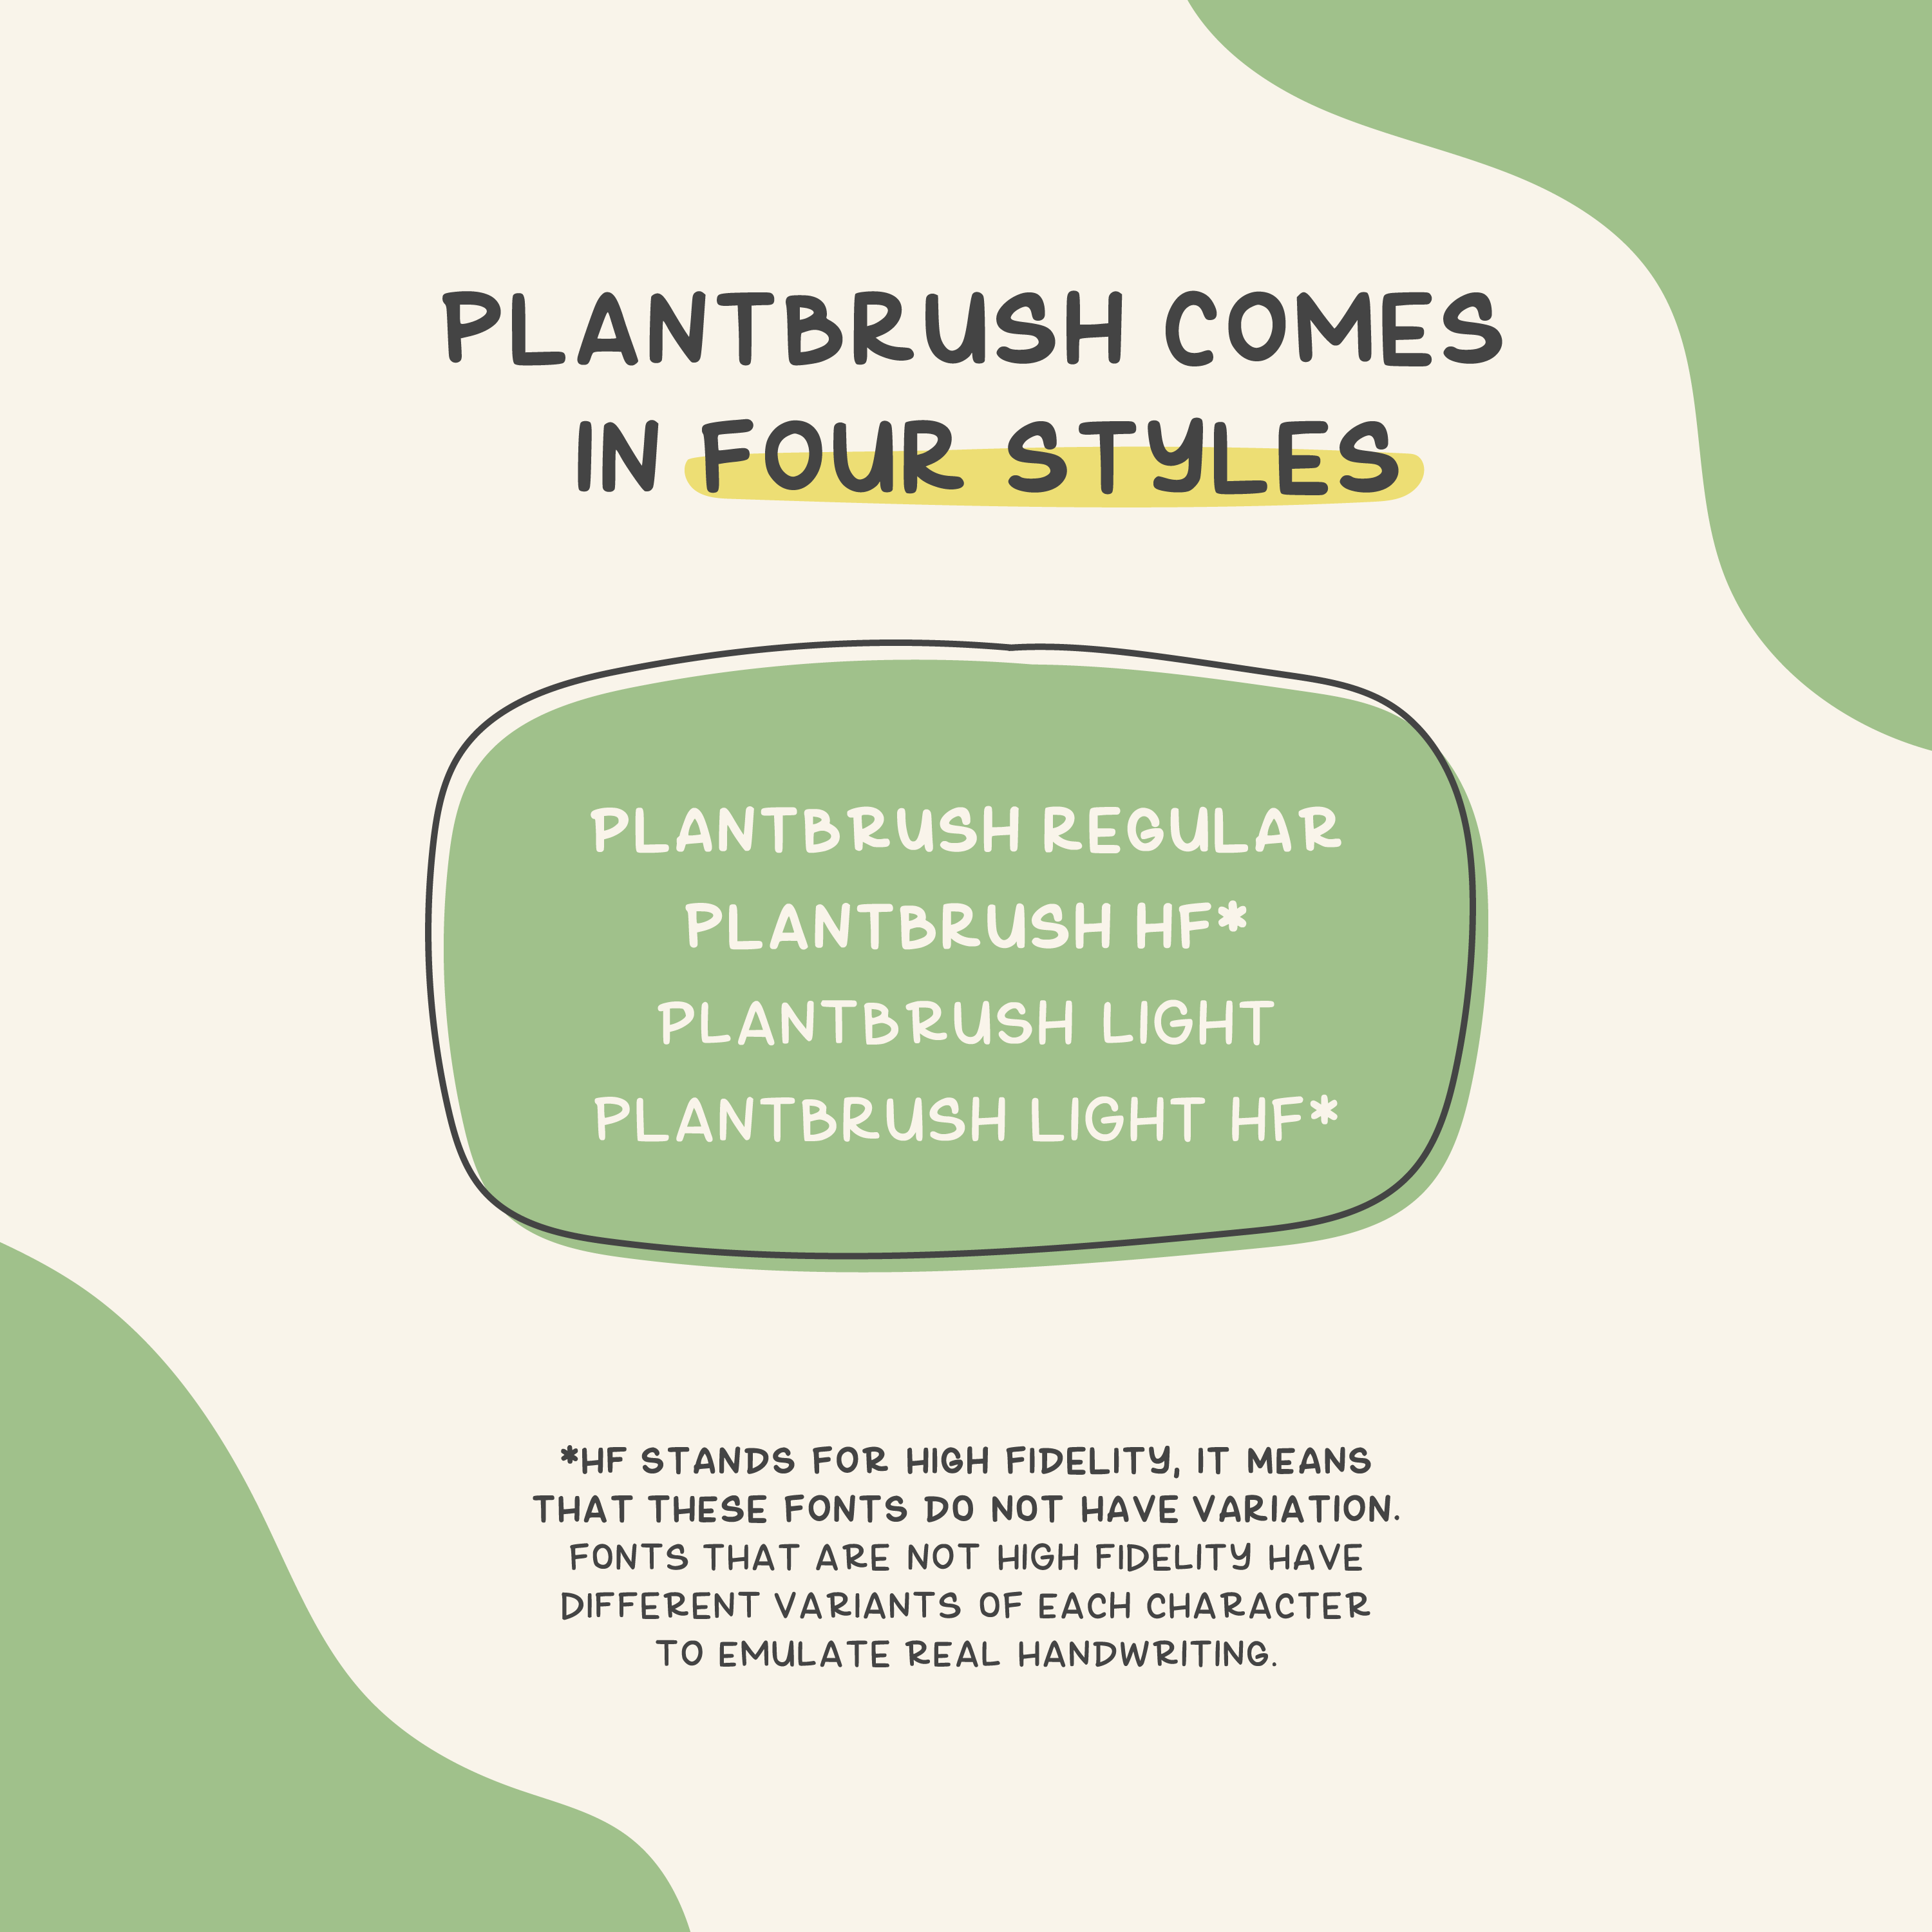 PLANTBRUSH COMES
IN FOUR STYLES
PLANTBRUSH REGULAR
PLANTBRUSH HF*
PLANTBRUSH LIGHT
PLANTBRUSH LIGHT HF*
*HF STANDS FOR HIGH FIDELITY, IT MEANS
THAT THESE FONTS DO NOT HAVE VARIATION.
FONTS THAT ARE NOT HIGH FIDELITY HAVE
DIFFERENT VARIANTS OF EACH CHARACTER
TO EMULATE REAL HANDWRITING.